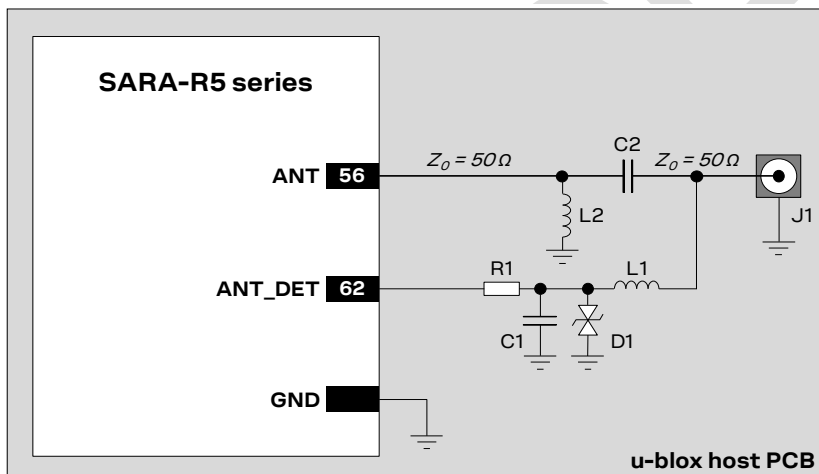 SARA-R5 series
ANT 56
Z₀ = 50 Ω
C2
Z₀ = 50 Ω
J1
L2
ANT_DET 62
R1
L1
C1
D1
GND
u-blox host PCB